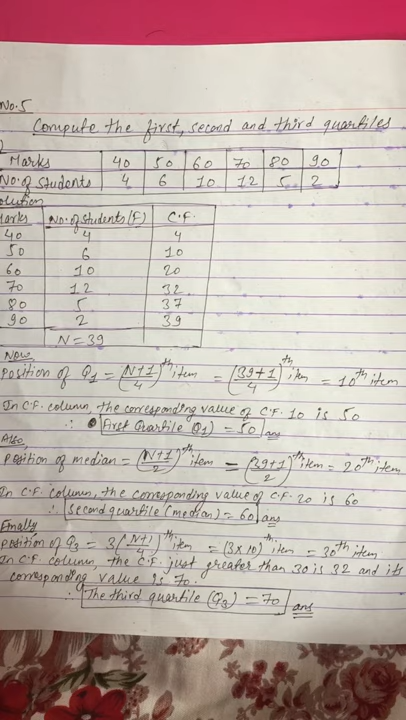 No.5
Compute the first, second and third quartiles
Marks 40 50 60 70 80 90
No. of Students 4 6 10 12 5 2
olution
arks No. of Students (F) C.F.
40 4 4
50 6 10
60 10 20
70 12 32
80 5 37
90 2 39
N = 39
Now,
Position of Q1 = (N+1/4)th item = (39+1/4)th item = 10th item
In C.F. column, the corresponding value of C.F. 10 is 50
∴ First Quartile (Q1) = 50 ans
Also,
Position of median = (N+1/2)th item = (39+1/2)th item = 20th item
In C.F. column, the corresponding value of C.F. 20 is 60
∴ Second quartile (median) = 60 ans
Finally
position of Q3 = 3(N+1/4)th item = (3×10)th item = 30th item
In C.F column, the C.F. just greater than 30 is 32 and its
corresponding value is 70.
∴ The third quartile (Q3) = 70 ans